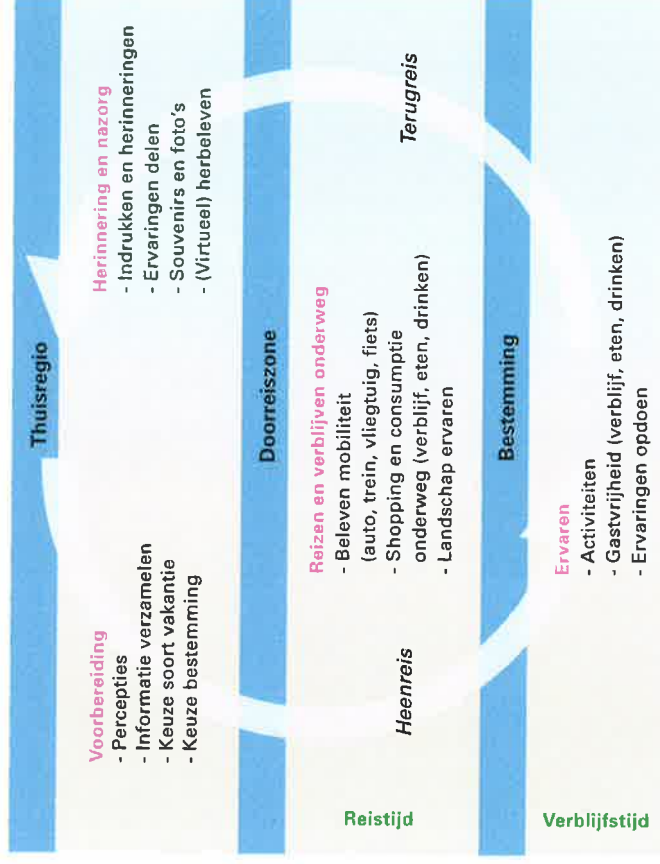 Thuisregio
Voorbereiding
- Percepties
- Informatie verzamelen
- Keuze soort vakantie
- Keuze bestemming
Herinnering en nazorg
- Indrukken en herinneringen
- Ervaringen delen
- Souvenirs en foto's
- (Virtueel) herbeleven
Doorreiszone
Reistijd
Heenreis
Reizen en verblijven onderweg
- Beleven mobiliteit
(auto, trein, vliegtuig, fiets)
- Shopping en consumptie
onderweg (verblijf, eten, drinken)
- Landschap ervaren
Terugreis
Bestemming
Verblijfstijd
Ervaren
- Activiteiten
- Gastvrijheid (verblijf, eten, drinken)
- Ervaringen opdoen